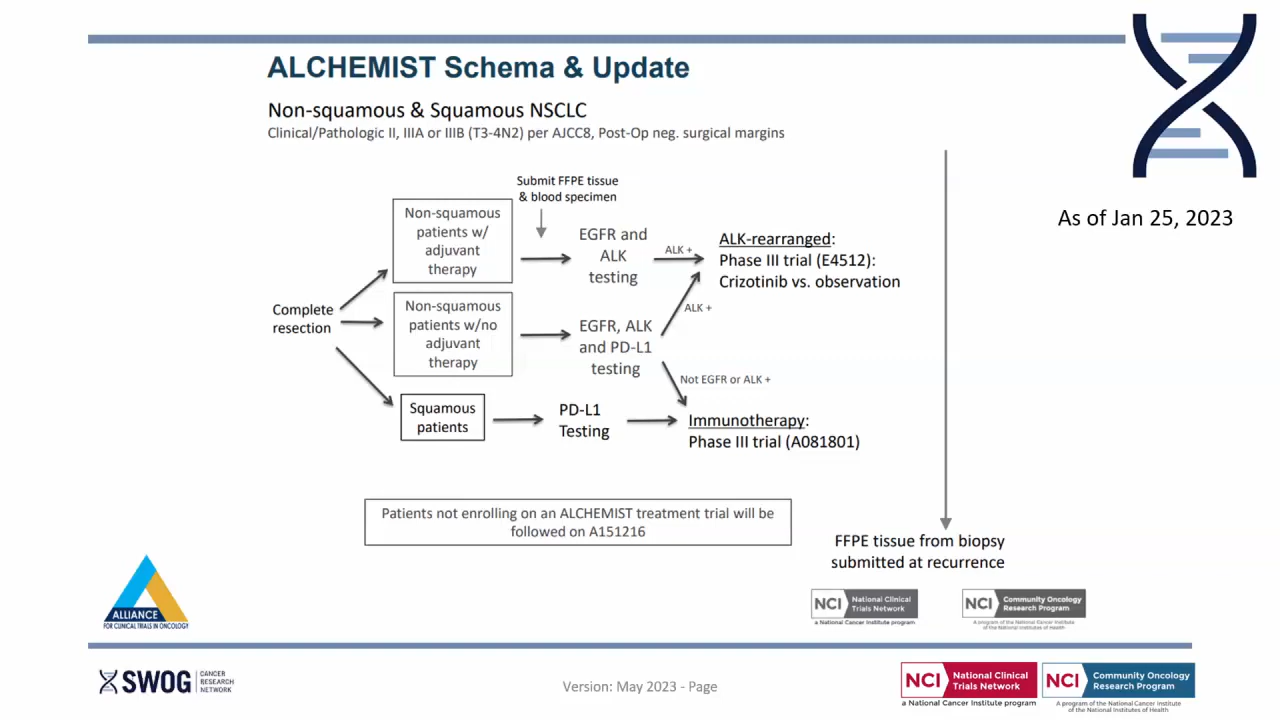 ALCHEMIST Schema & Update
Non-squamous & Squamous NSCLC
Clinical/Pathologic II, IIIA or IIIB (T3-4N2) per AJCC8, Post-Op neg. surgical margins
As of Jan 25, 2023
Submit FFPE tissue
& blood specimen
Complete
resection
Non-squamous
patients w/
adjuvant
therapy
EGFR and
ALK
testing
ALK +
ALK-rearranged:
Phase III trial (E4512):
Crizotinib vs. observation
Non-squamous
patients w/no
adjuvant
therapy
EGFR, ALK
and PD-L1
testing
ALK +
Not EGFR or ALK +
Squamous
patients
PD-L1
Testing
Immunotherapy:
Phase III trial (A081801)
Patients not enrolling on an ALCHEMIST treatment trial will be
followed on A151216
FFPE tissue from biopsy
submitted at recurrence
ALLIANCE
FOR CLINICAL TRIALS IN ONCOLOGY
NCI National Clinical
Trials Network
a National Cancer Institute program
NCI Community Oncology
Research Program
A program of the National Cancer Institute
of the National Institutes of Health
SWOG CANCER
RESEARCH
NETWORK
Version: May 2023 - Page
NCI National Clinical
Trials Network
a National Cancer Institute program
NCI Community Oncology
Research Program
A program of the National Cancer Institute
of the National Institutes of Health